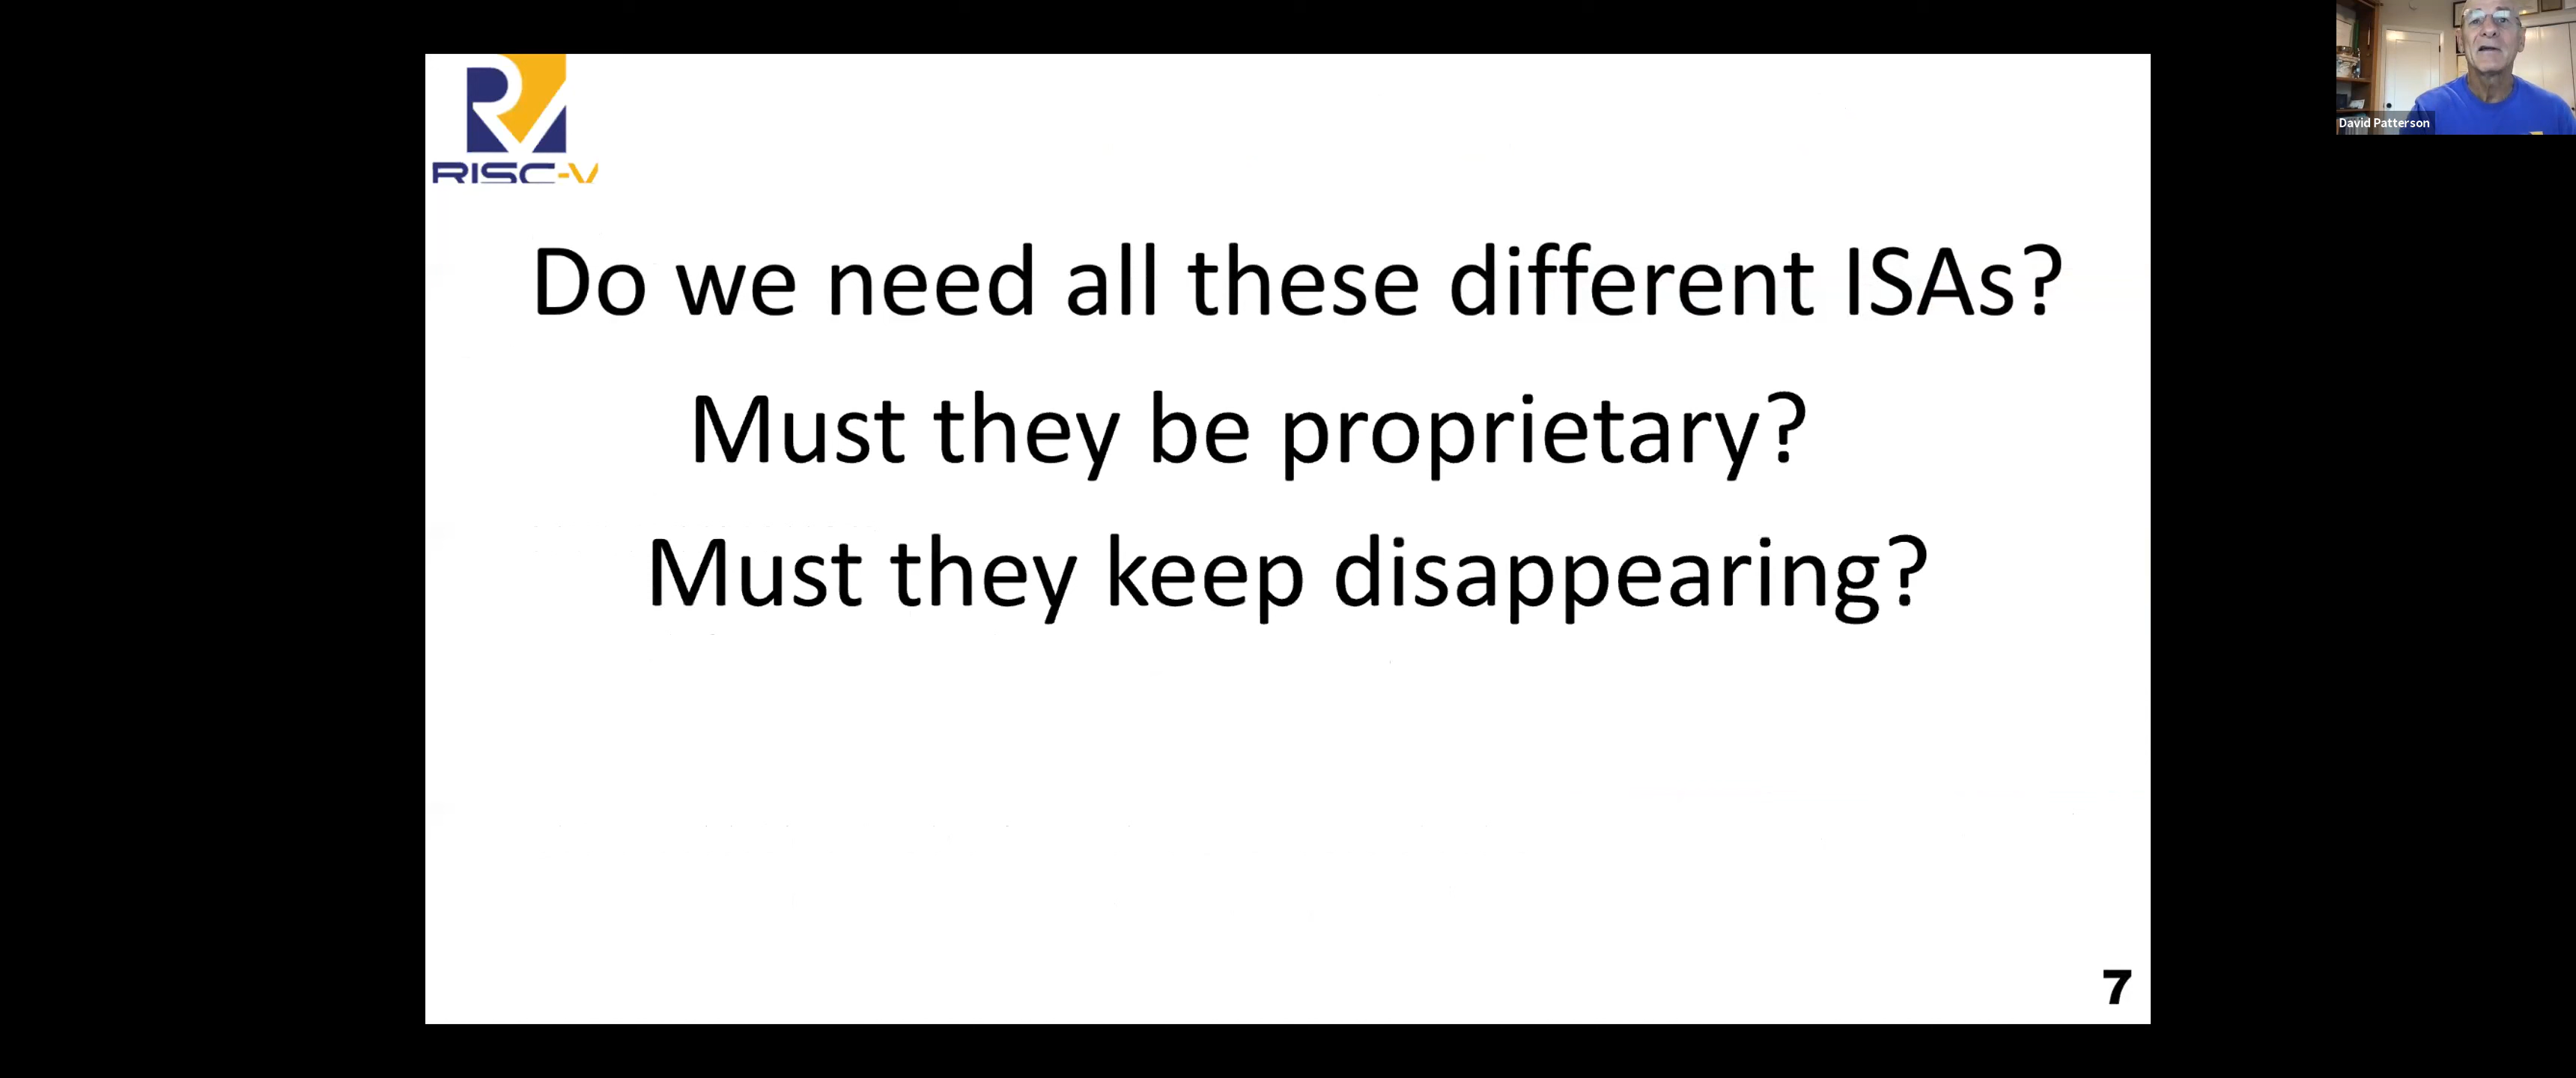 RISC-V
Do we need all these different ISAs?
Must they be proprietary?
Must they keep disappearing?
7
David Patterson